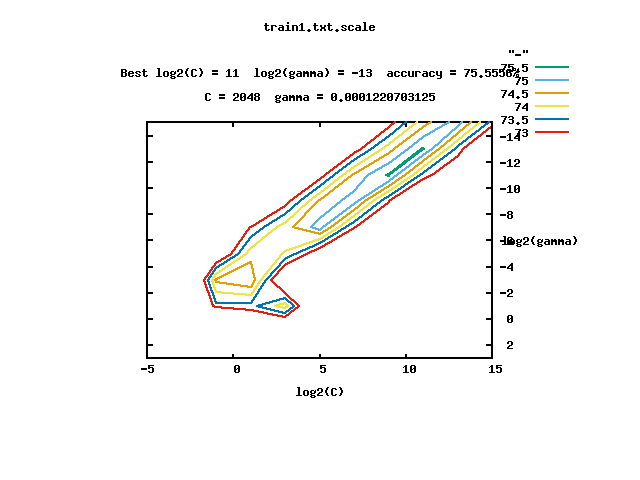 train1.txt.scale
"-"
Best log2(C) = 11 log2(gamma) = -13 accuracy = 75.5556%
75.5
75
74.5
74
73.5
73
C = 2048 gamma = 0.0001220703125
-14
-12
-10
-8
-6
log2(gamma)
-4
-2
0
2
-5 0 5 10 15
log2(C)